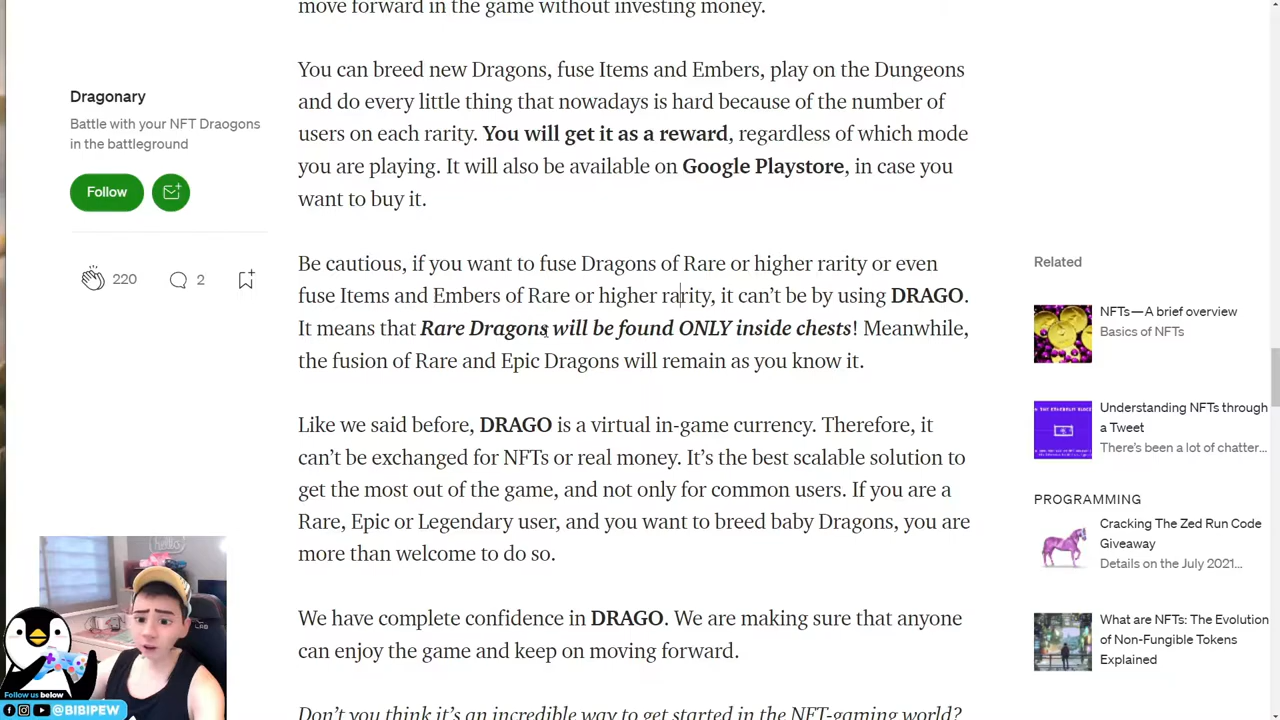 move forward in the game without investing money.
You can breed new Dragons, fuse Items and Embers, play on the Dungeons
and do every little thing that nowadays is hard because of the number of
users on each rarity. You will get it as a reward, regardless of which mode
you are playing. It will also be available on Google Playstore, in case you
want to buy it.
Be cautious, if you want to fuse Dragons of Rare or higher rarity or even
fuse Items and Embers of Rare or higher rarity, it can’t be by using DRAGO.
It means that Rare Dragons will be found ONLY inside chests! Meanwhile,
the fusion of Rare and Epic Dragons will remain as you know it.
Like we said before, DRAGO is a virtual in-game currency. Therefore, it
can’t be exchanged for NFTs or real money. It’s the best scalable solution to
get the most out of the game, and not only for common users. If you are a
Rare, Epic or Legendary user, and you want to breed baby Dragons, you are
more than welcome to do so.
We have complete confidence in DRAGO. We are making sure that anyone
can enjoy the game and keep on moving forward.
Don’t you think it’s an incredible way to get started in the NFT-gaming world?
Dragonary
Battle with your NFT Draogons
in the battleground
Follow
220
2
Related
NFTs — A brief overview
Basics of NFTs
Understanding NFTs through
a Tweet
There’s been a lot of chatter...
PROGRAMMING
Cracking The Zed Run Code
Giveaway
Details on the July 2021...
What are NFTs: The Evolution
of Non-Fungible Tokens
Explained
hello
Follow us below
@BIBIPEW